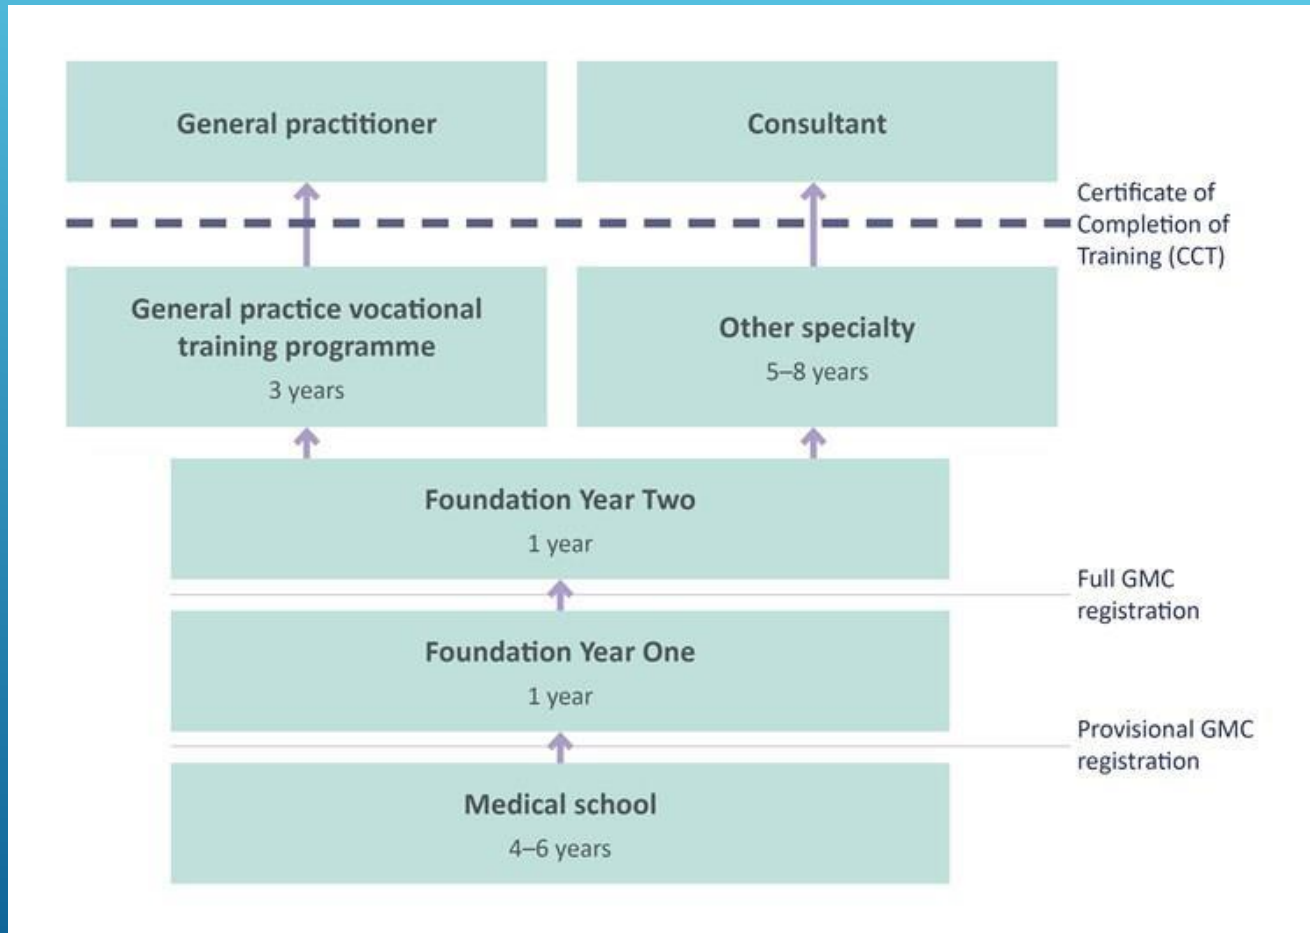 General practitioner
Consultant
Certificate of
Completion of
Training (CCT)
General practice vocational
training programme
3 years
Other specialty
5–8 years
Foundation Year Two
1 year
Full GMC
registration
Foundation Year One
1 year
Provisional GMC
registration
Medical school
4–6 years